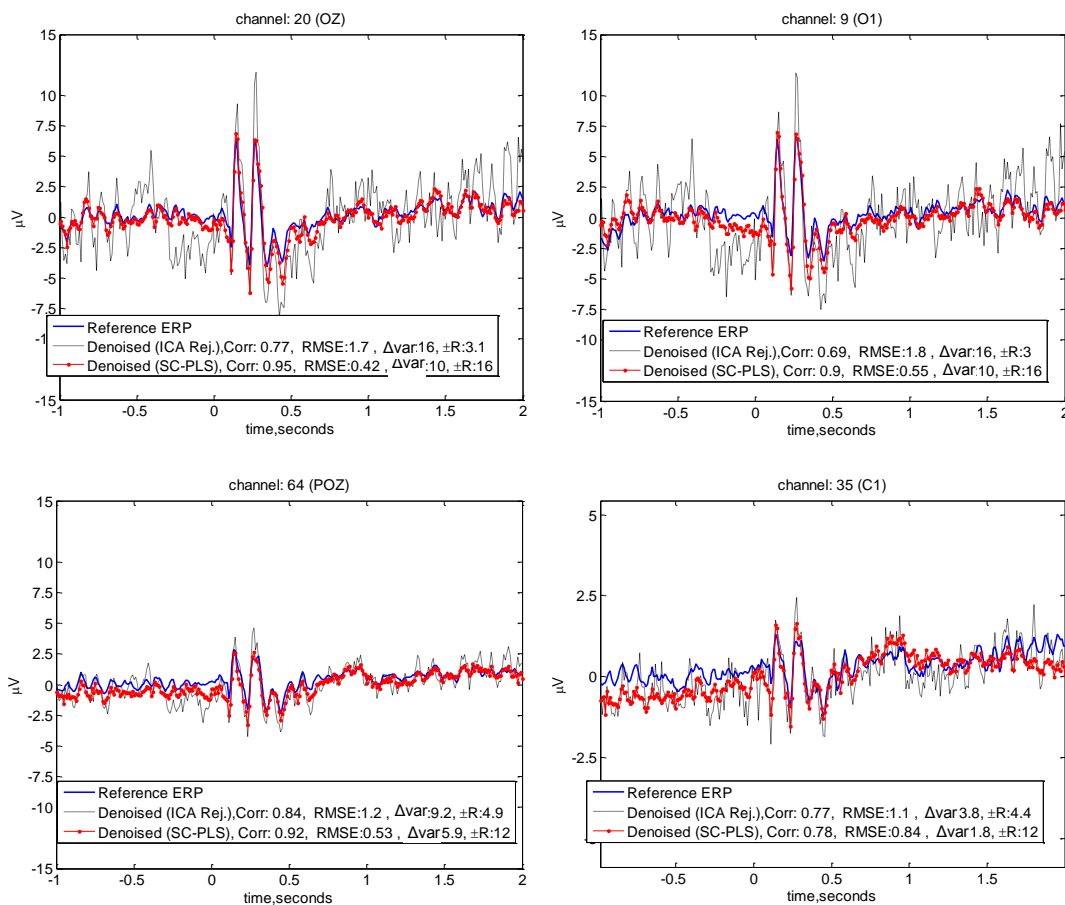 channel: 20 (OZ)
15
10
7.5
5
2.5
0
-2.5
-5
-7.5
-15
μV
-1
-0.5
0
0.5
1
1.5
2
time,seconds
Reference ERP
Denoised (ICA Rej.),Corr: 0.77, RMSE:1.7 , Δvar:16, ±R:3.1
Denoised (SC-PLS), Corr: 0.95, RMSE:0.42 , Δvar:10, ±R:16
channel: 9 (O1)
15
10
7.5
5
2.5
0
-2.5
-5
-7.5
-10
-15
μV
-1
-0.5
0
0.5
1
1.5
2
time,seconds
Reference ERP
Denoised (ICA Rej.),Corr: 0.69, RMSE:1.8 , Δvar:16, ±R:3
Denoised (SC-PLS), Corr: 0.9, RMSE:0.55 , Δvar:10, ±R:16
channel: 64 (POZ)
15
10
7.5
5
2.5
0
-2.5
-5
-7.5
-10
-15
μV
-1
-0.5
0
0.5
1
1.5
2
time,seconds
Reference ERP
Denoised (ICA Rej.),Corr: 0.84, RMSE:1.2 , Δvar:9.2, ±R:4.9
Denoised (SC-PLS), Corr: 0.92, RMSE:0.53 , Δvar:5.9, ±R:12
channel: 35 (C1)
5
2.5
0
-2.5
μV
-0.5
0
0.5
1
1.5
time,seconds
Reference ERP
Denoised (ICA Rej.),Corr: 0.77, RMSE:1.1 , Δvar:3.8, ±R:4.4
Denoised (SC-PLS), Corr: 0.78, RMSE:0.84 , Δvar:1.8, ±R:12